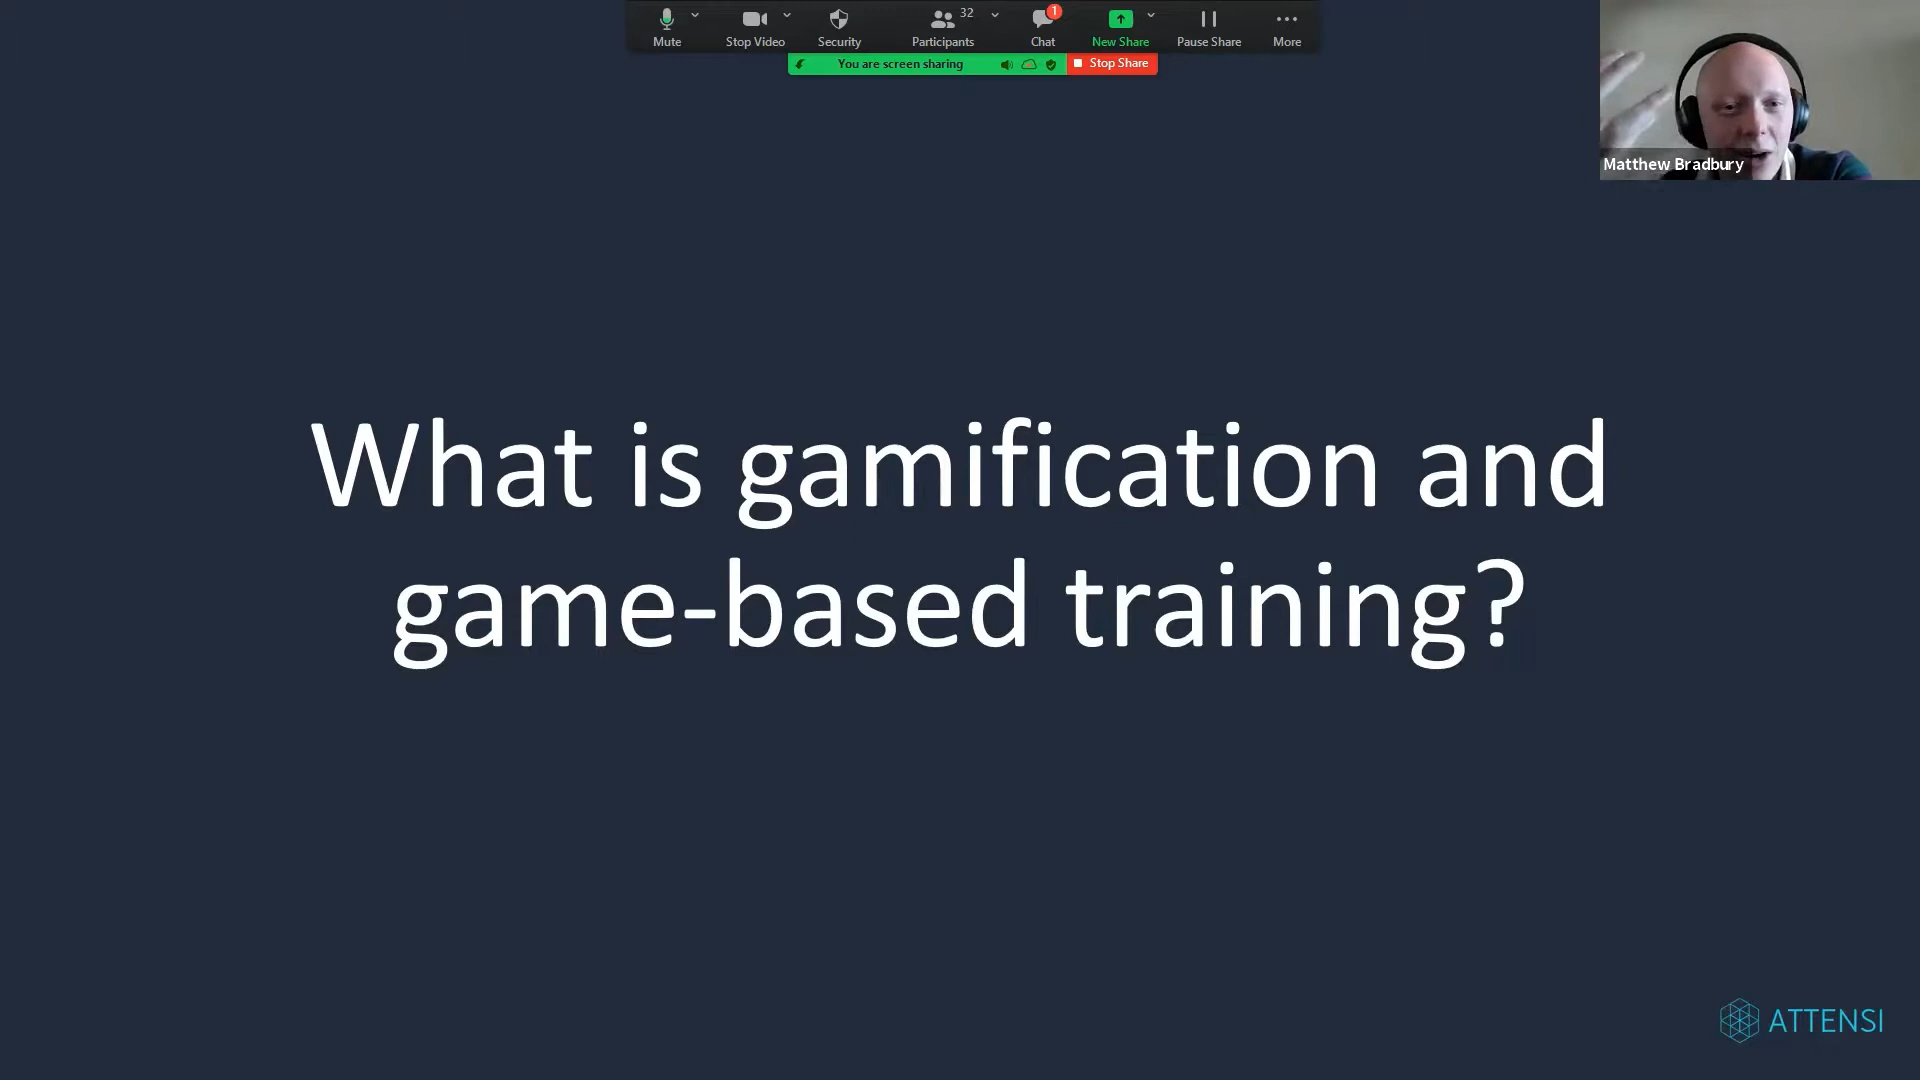 32
1
Mute
Stop Video
Security
Participants
Chat
New Share
Pause Share
More
You are screen sharing
Stop Share
Matthew Bradbury
What is gamification and
game-based training?
ATTENSI